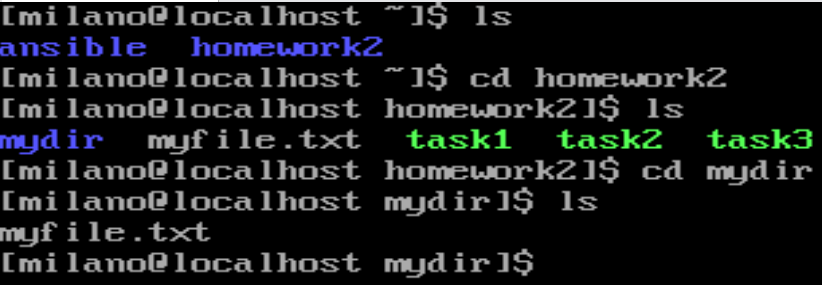 [milano@localhost ~]$ ls
ansible  homework2
[milano@localhost ~]$ cd homework2
[milano@localhost homework2]$ ls
mydir  myfile.txt  task1  task2  task3
[milano@localhost homework2]$ cd mydir
[milano@localhost mydir]$ ls
myfile.txt
[milano@localhost mydir]$